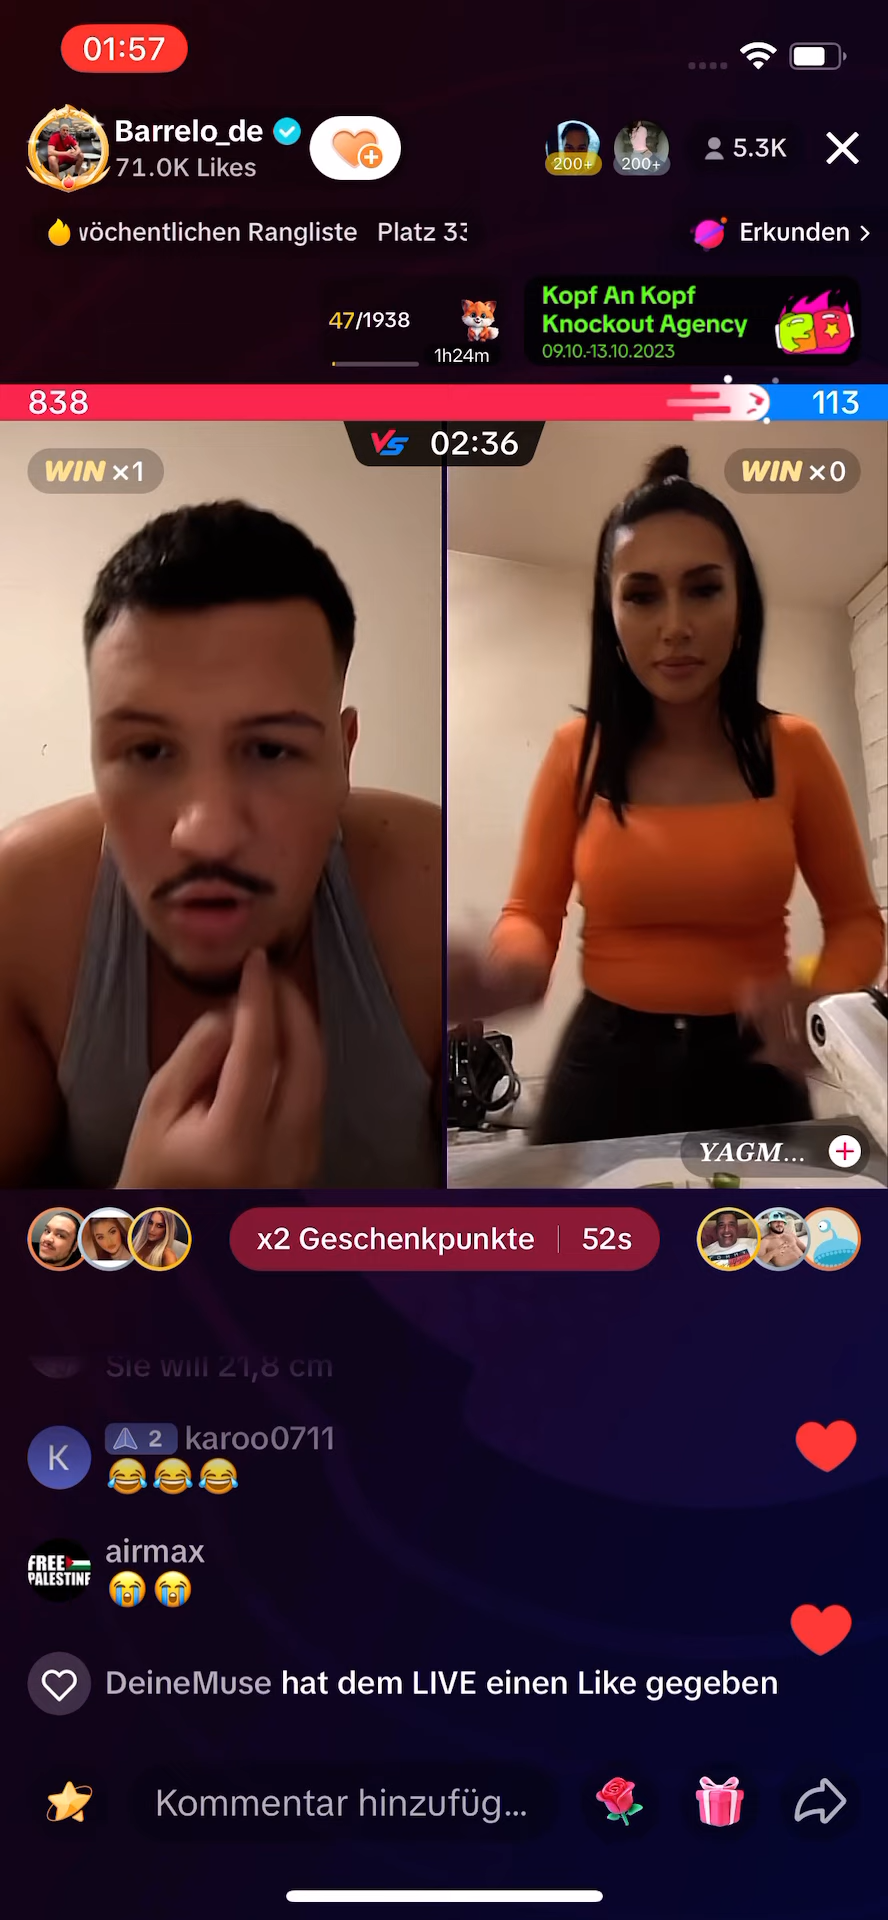 01:57
Barrelo_de
71.0K Likes
200+
200+
5.3K
wöchentlichen Rangliste Platz 33
Erkunden >
47/1938
1h24m
Kopf An Kopf
Knockout Agency
09.10.-13.10.2023
838
113
VS 02:36
WIN x1
WIN x0
YAGM...
x2 Geschenkpunkte
52s
Sie will 21,8 cm
K
2 karoo0711
😂😂😂
FREE
PALESTINE
airmax
😭😭
DeineMuse hat dem LIVE einen Like gegeben
Kommentar hinzufüg...